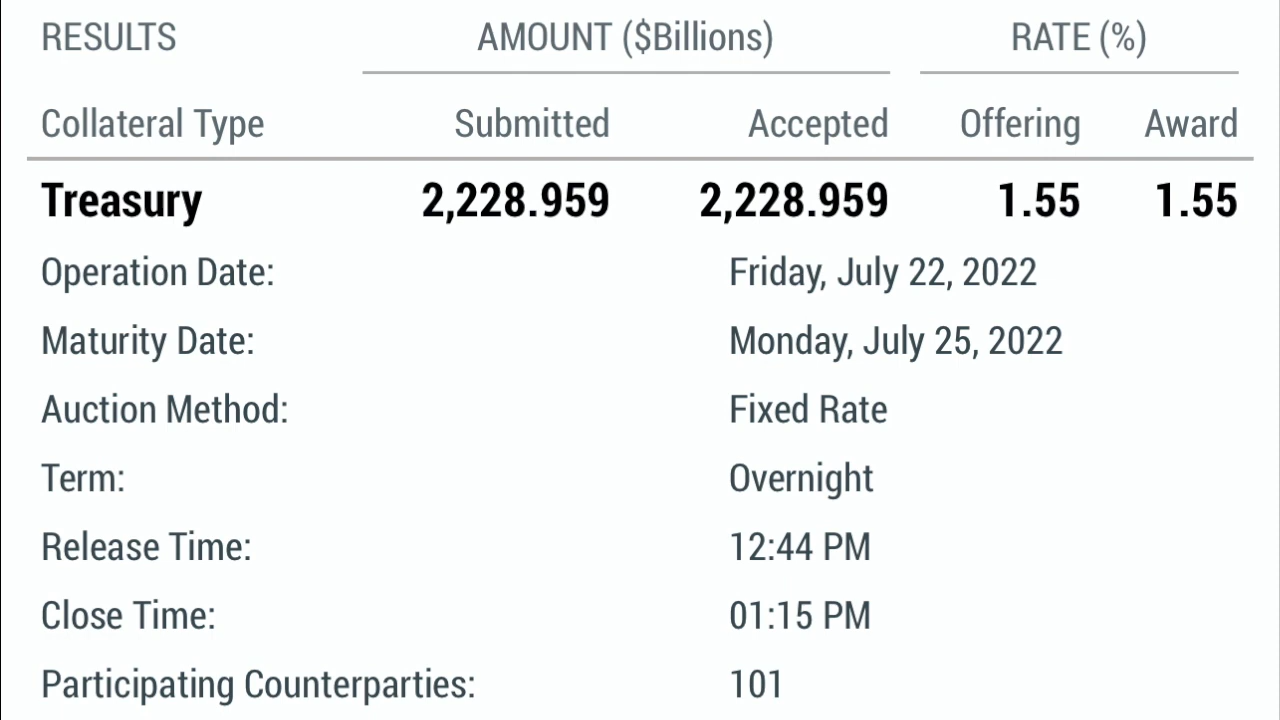 RESULTS AMOUNT ($Billions) RATE (%)
Collateral Type Submitted Accepted Offering Award
Treasury 2,228.959 2,228.959 1.55 1.55
Operation Date: Friday, July 22, 2022
Maturity Date: Monday, July 25, 2022
Auction Method: Fixed Rate
Term: Overnight
Release Time: 12:44 PM
Close Time: 01:15 PM
Participating Counterparties: 101